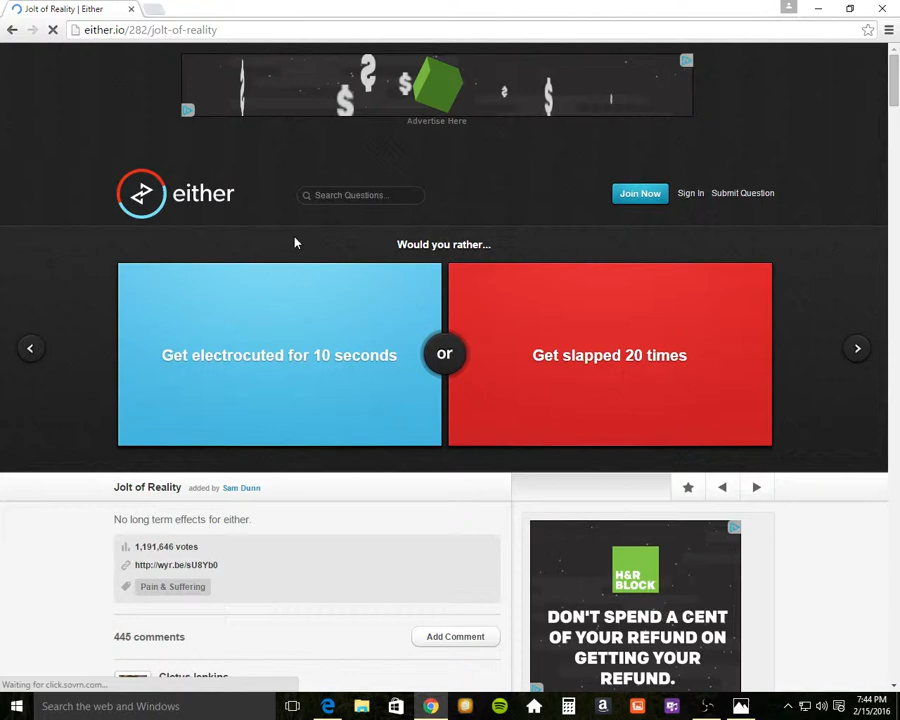 Jolt of Reality | Either
either.io/282/jolt-of-reality
Advertise Here
either
Search Questions...
Join Now
Sign In
Submit Question
Would you rather...
Get electrocuted for 10 seconds
or
Get slapped 20 times
Jolt of Reality added by Sam Dunn
No long term effects for either.
1,191,646 votes
http://wyr.be/sU8Yb0
Pain & Suffering
445 comments
Add Comment
Cletus Jenkins
H&R
BLOCK
DON'T SPEND A CENT
OF YOUR REFUND ON
GETTING YOUR
REFUND.
Waiting for click.sovrn.com...
Search the web and Windows
7:44 PM
2/15/2016